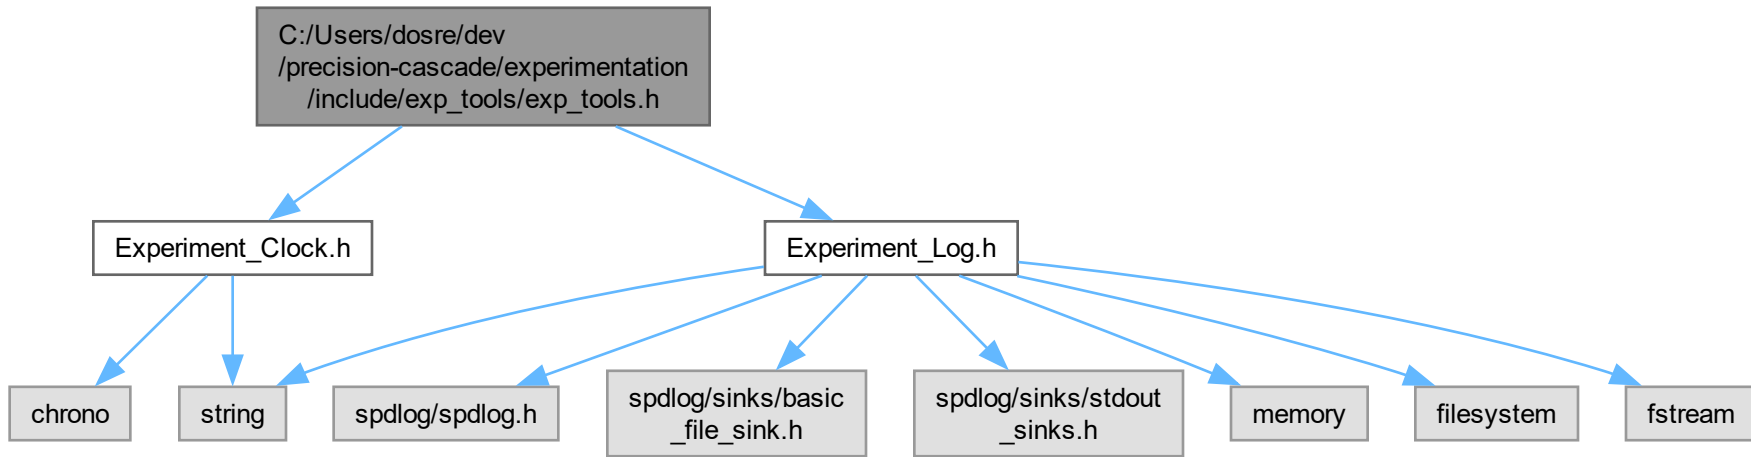 C:/Users/dosre/dev
/precision-cascade/experimentation
/include/exp_tools/exp_tools.h
Experiment_Clock.h
Experiment_Log.h
chrono
string
spdlog/spdlog.h
spdlog/sinks/basic
_file_sink.h
spdlog/sinks/stdout
_sinks.h
memory
filesystem
fstream